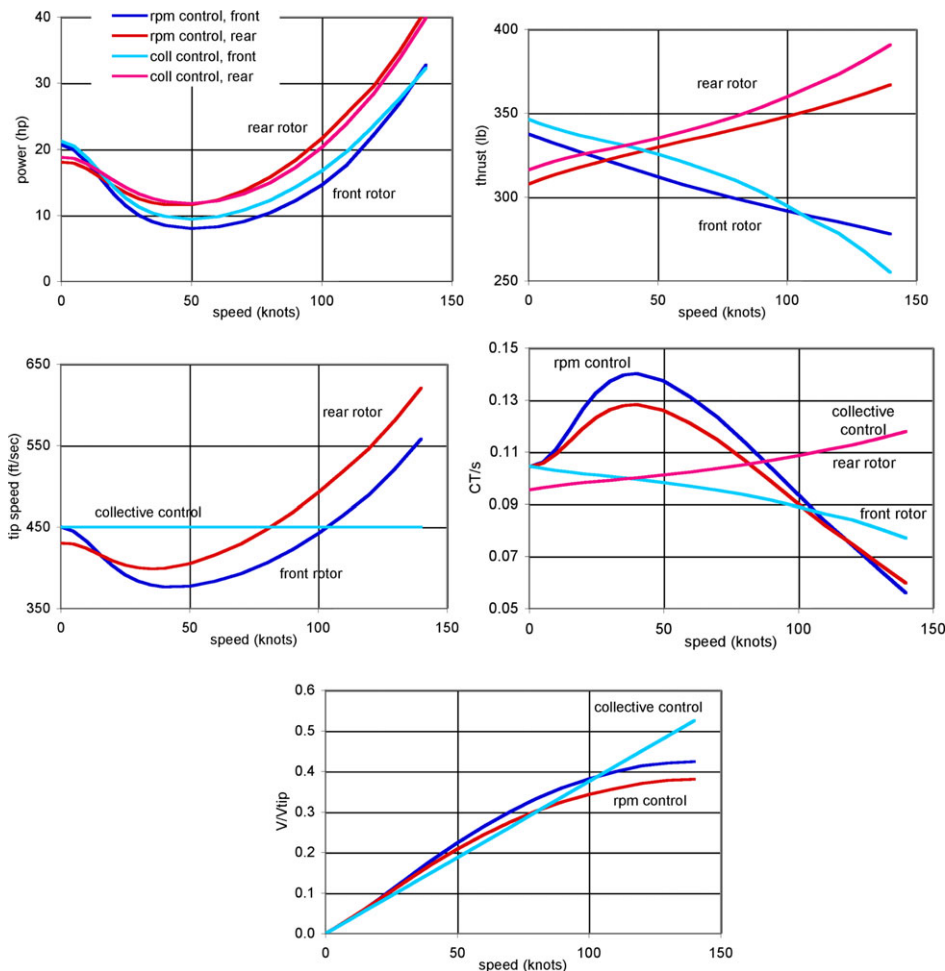 rpm control, front
rpm control, rear
coll control, front
coll control, rear
40
30
20
10
0
power (hp)
rear rotor
front rotor
0
50
100
150
speed (knots)
400
350
300
250
thrust (lb)
rear rotor
front rotor
0
50
100
150
speed (knots)
650
550
450
350
tip speed (ft/sec)
rear rotor
collective control
front rotor
0
50
100
150
speed (knots)
0.15
0.13
0.11
0.09
0.07
0.05
CT/s
rpm control
collective
control
rear rotor
front rotor
0
50
100
150
speed (knots)
0.6
0.5
0.4
0.3
0.2
0.1
0.0
V/Vtip
collective control
rpm control
0
50
100
150
speed (knots)